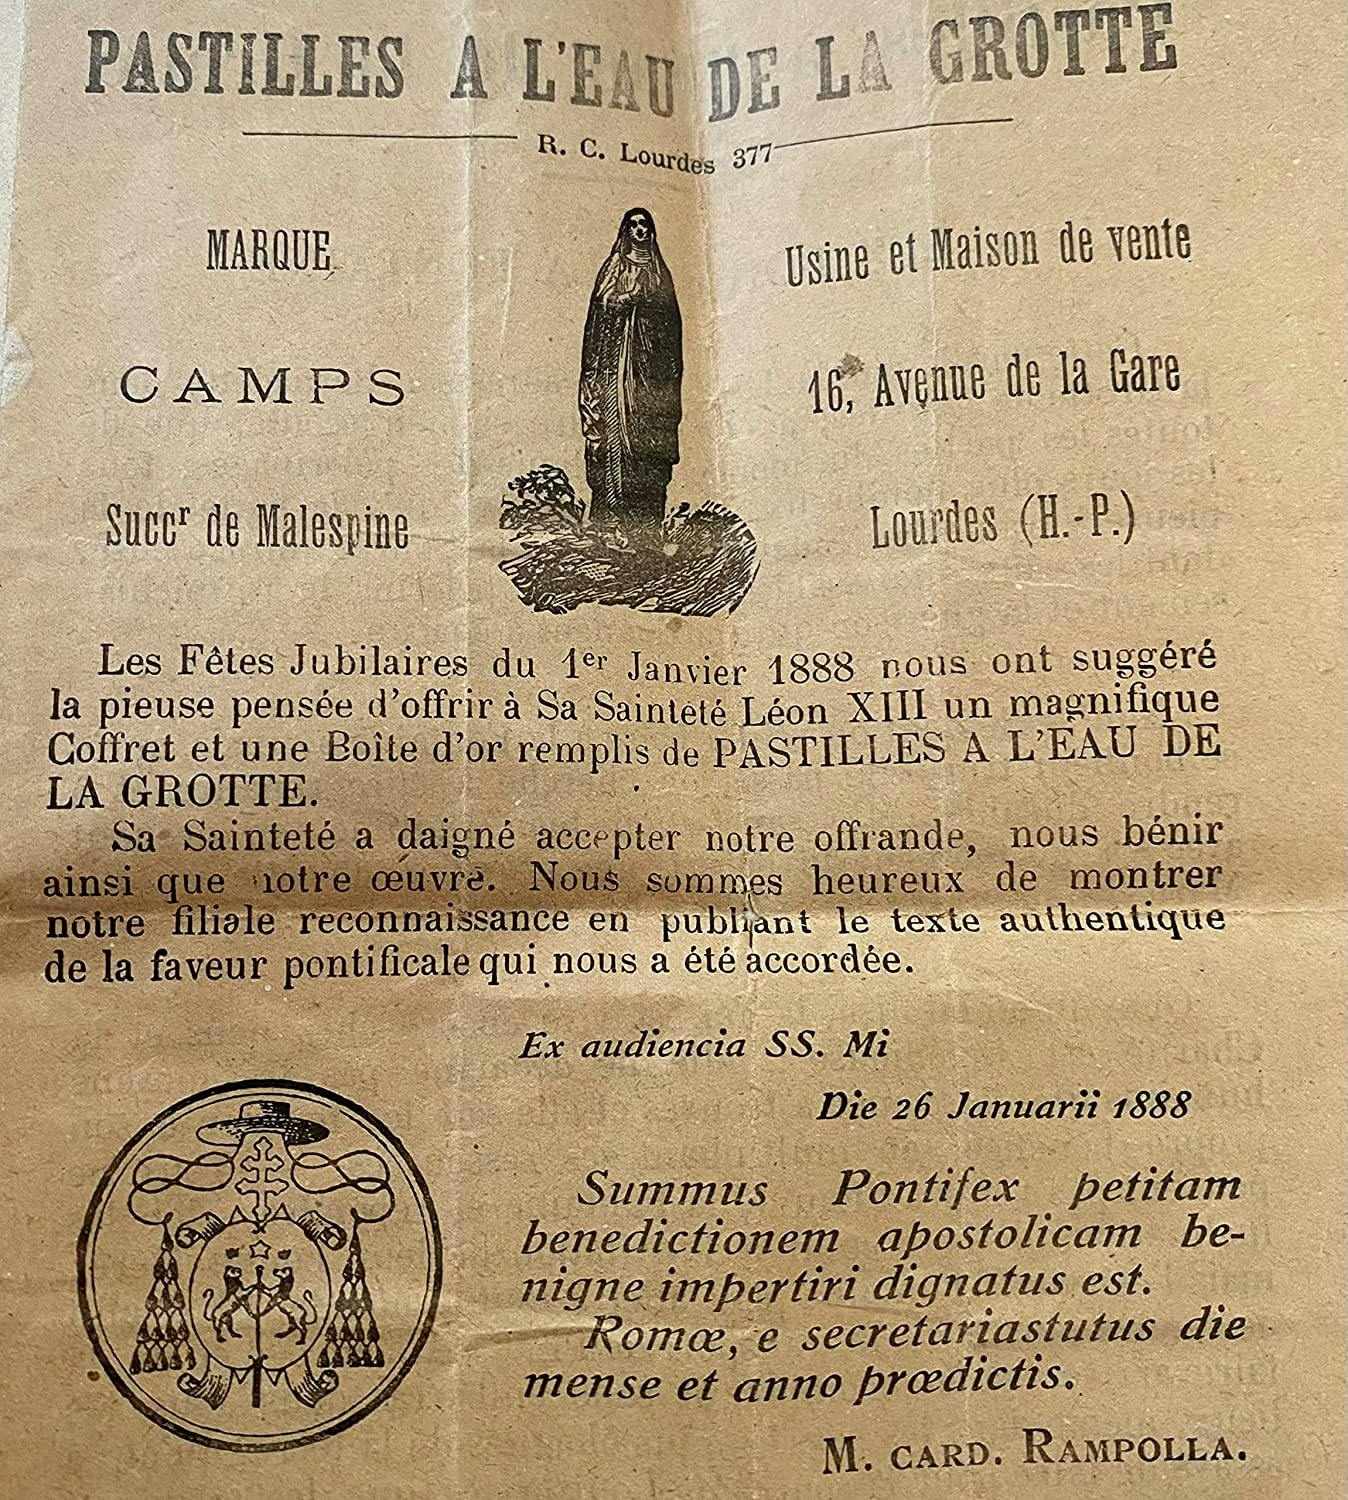 PASTILLES A L'EAU DE LA GROTTE
R. C. Lourdes 377
MARQUE
CAMPS
Succr de Malespine
Usine et Maison de vente
16, Avenue de la Gare
Lourdes (H.-P.)
Les Fêtes Jubilaires du 1er Janvier 1888 nous ont suggéré
la pieuse pensée d'offrir à Sa Sainteté Léon XIII un magnifique
Coffret et une Boîte d'or remplis de PASTILLES A L'EAU DE
LA GROTTE.
Sa Sainteté a daigné accepter notre offrande, nous bénir
ainsi que notre œuvre. Nous sommes heureux de montrer
notre filiale reconnaissance en publiant le texte authentique
de la faveur pontificale qui nous a été accordée.
Ex audiencia SS. Mi
Die 26 Januarii 1888
Summus Pontifex petitam
benedictionem apostolicam be-
nigne impertiri dignatus est.
Romœ, e secretariastutus die
mense et anno prœdictis.
M. CARD. RAMPOLLA.